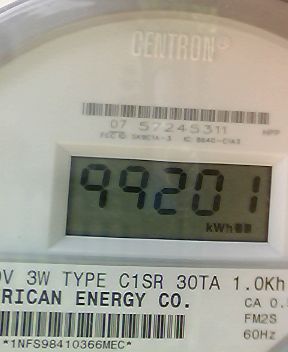 CENTRON®
07 57245311
99201
kWh
0V 3W TYPE C1SR 30TA 1.0Kh
RICAN ENERGY CO.
CA 0.
FM2S
60Hz
*1NFS98410366MEC*